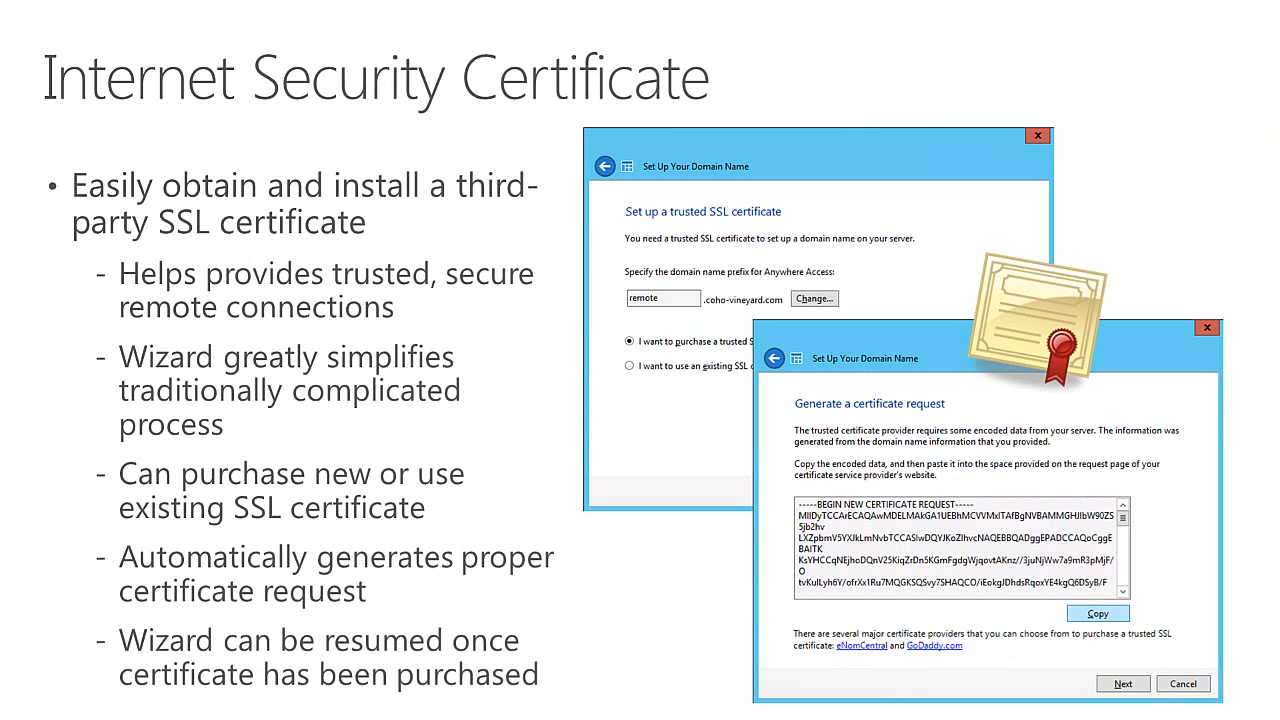 Internet Security Certificate
• Easily obtain and install a third-
party SSL certificate
- Helps provides trusted, secure
remote connections
- Wizard greatly simplifies
traditionally complicated
process
- Can purchase new or use
existing SSL certificate
- Automatically generates proper
certificate request
- Wizard can be resumed once
certificate has been purchased
Set Up Your Domain Name
Set up a trusted SSL certificate
You need a trusted SSL certificate to set up a domain name on your server.
Specify the domain name prefix for Anywhere Access:
remote .coho-vineyard.com Change...
I want to purchase a trusted S
I want to use an existing SSL c
Set Up Your Domain Name
Generate a certificate request
The trusted certificate provider requires some encoded data from your server. The information was
generated from the domain name information that you provided.
Copy the encoded data, and then paste it into the space provided on the request page of your
certificate service provider's website.
-----BEGIN NEW CERTIFICATE REQUEST-----
5jb2hv
BAITK
O
Copy
There are several major certificate providers that you can choose from to purchase a trusted SSL
certificate: eNomCentral and GoDaddy.com
Next Cancel